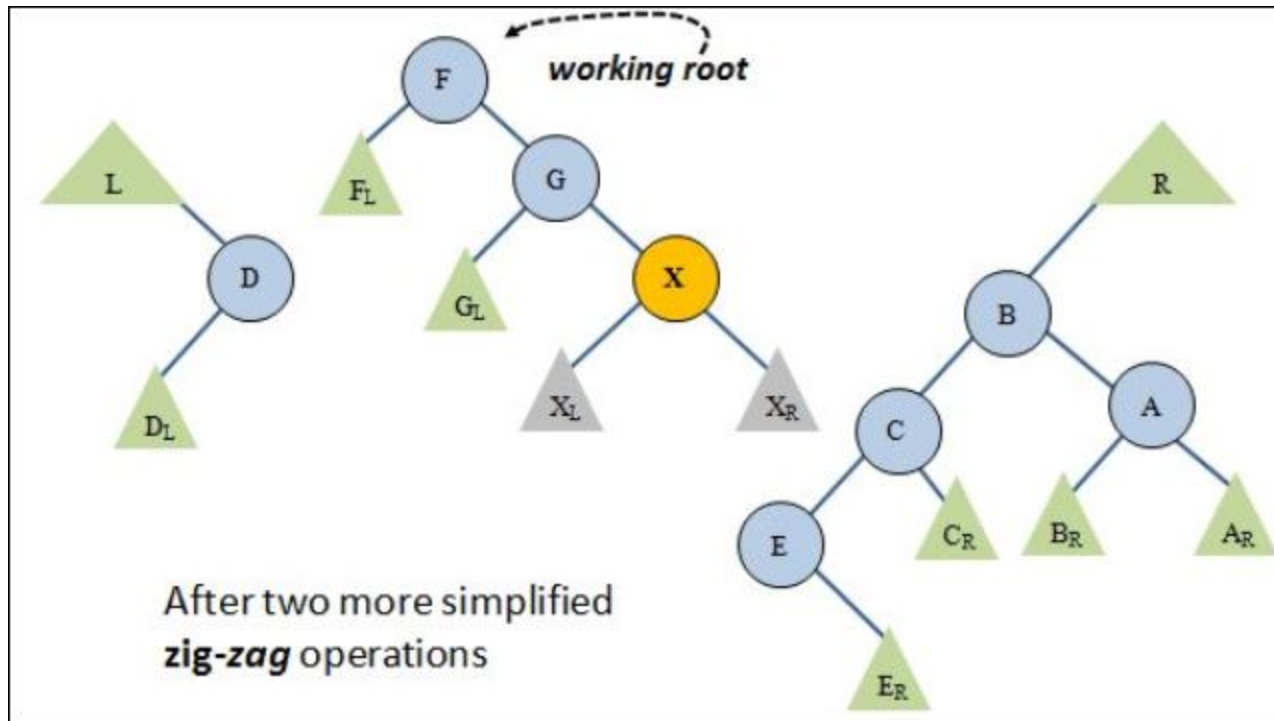 F
working root
L
F_L
G
R
D
X
G_L
B
D_L
X_L
X_R
C
A
E
C_R
B_R
A_R
After two more simplified
zig-zag operations
E_R